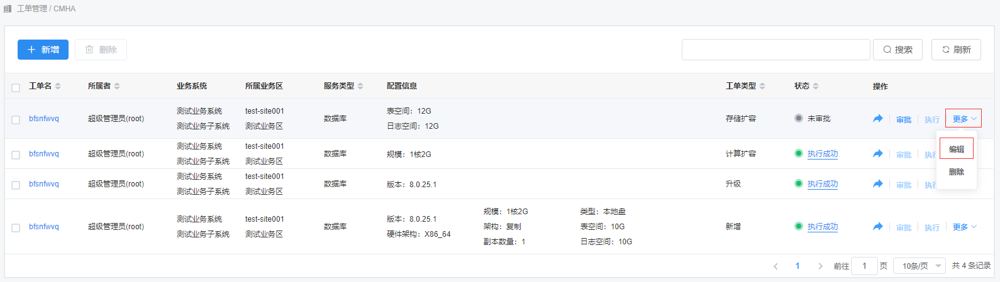 工单管理 / CMHA
新增 删除 搜索 刷新
工单名 所属者 业务系统 所属业务区 服务类型 配置信息 工单类型 状态 操作
bfsnfwvq 超级管理员(root) 测试业务系统 test-site001 数据库 表空间：12G 存储扩容 未审批 审批 执行 更多
测试业务子系统 测试业务区 日志空间：12G
编辑
删除
bfsnfwvq 超级管理员(root) 测试业务系统 test-site001 数据库 规模：1核2G 计算扩容 执行成功 审批 执行
测试业务子系统 测试业务区
bfsnfwvq 超级管理员(root) 测试业务系统 test-site001 数据库 版本：8.0.25.1 升级 执行成功 审批 执行
测试业务子系统 测试业务区
bfsnfwvq 超级管理员(root) 测试业务系统 test-site001 数据库 版本：8.0.25.1 规模：1核2G 类型：本地盘 新增 执行成功 审批 执行 更多
测试业务子系统 测试业务区 硬件架构：X86_64 架构：复制 表空间：10G
副本数量：1 日志空间：10G
1 前往 1 页 10条/页 共 4 条记录